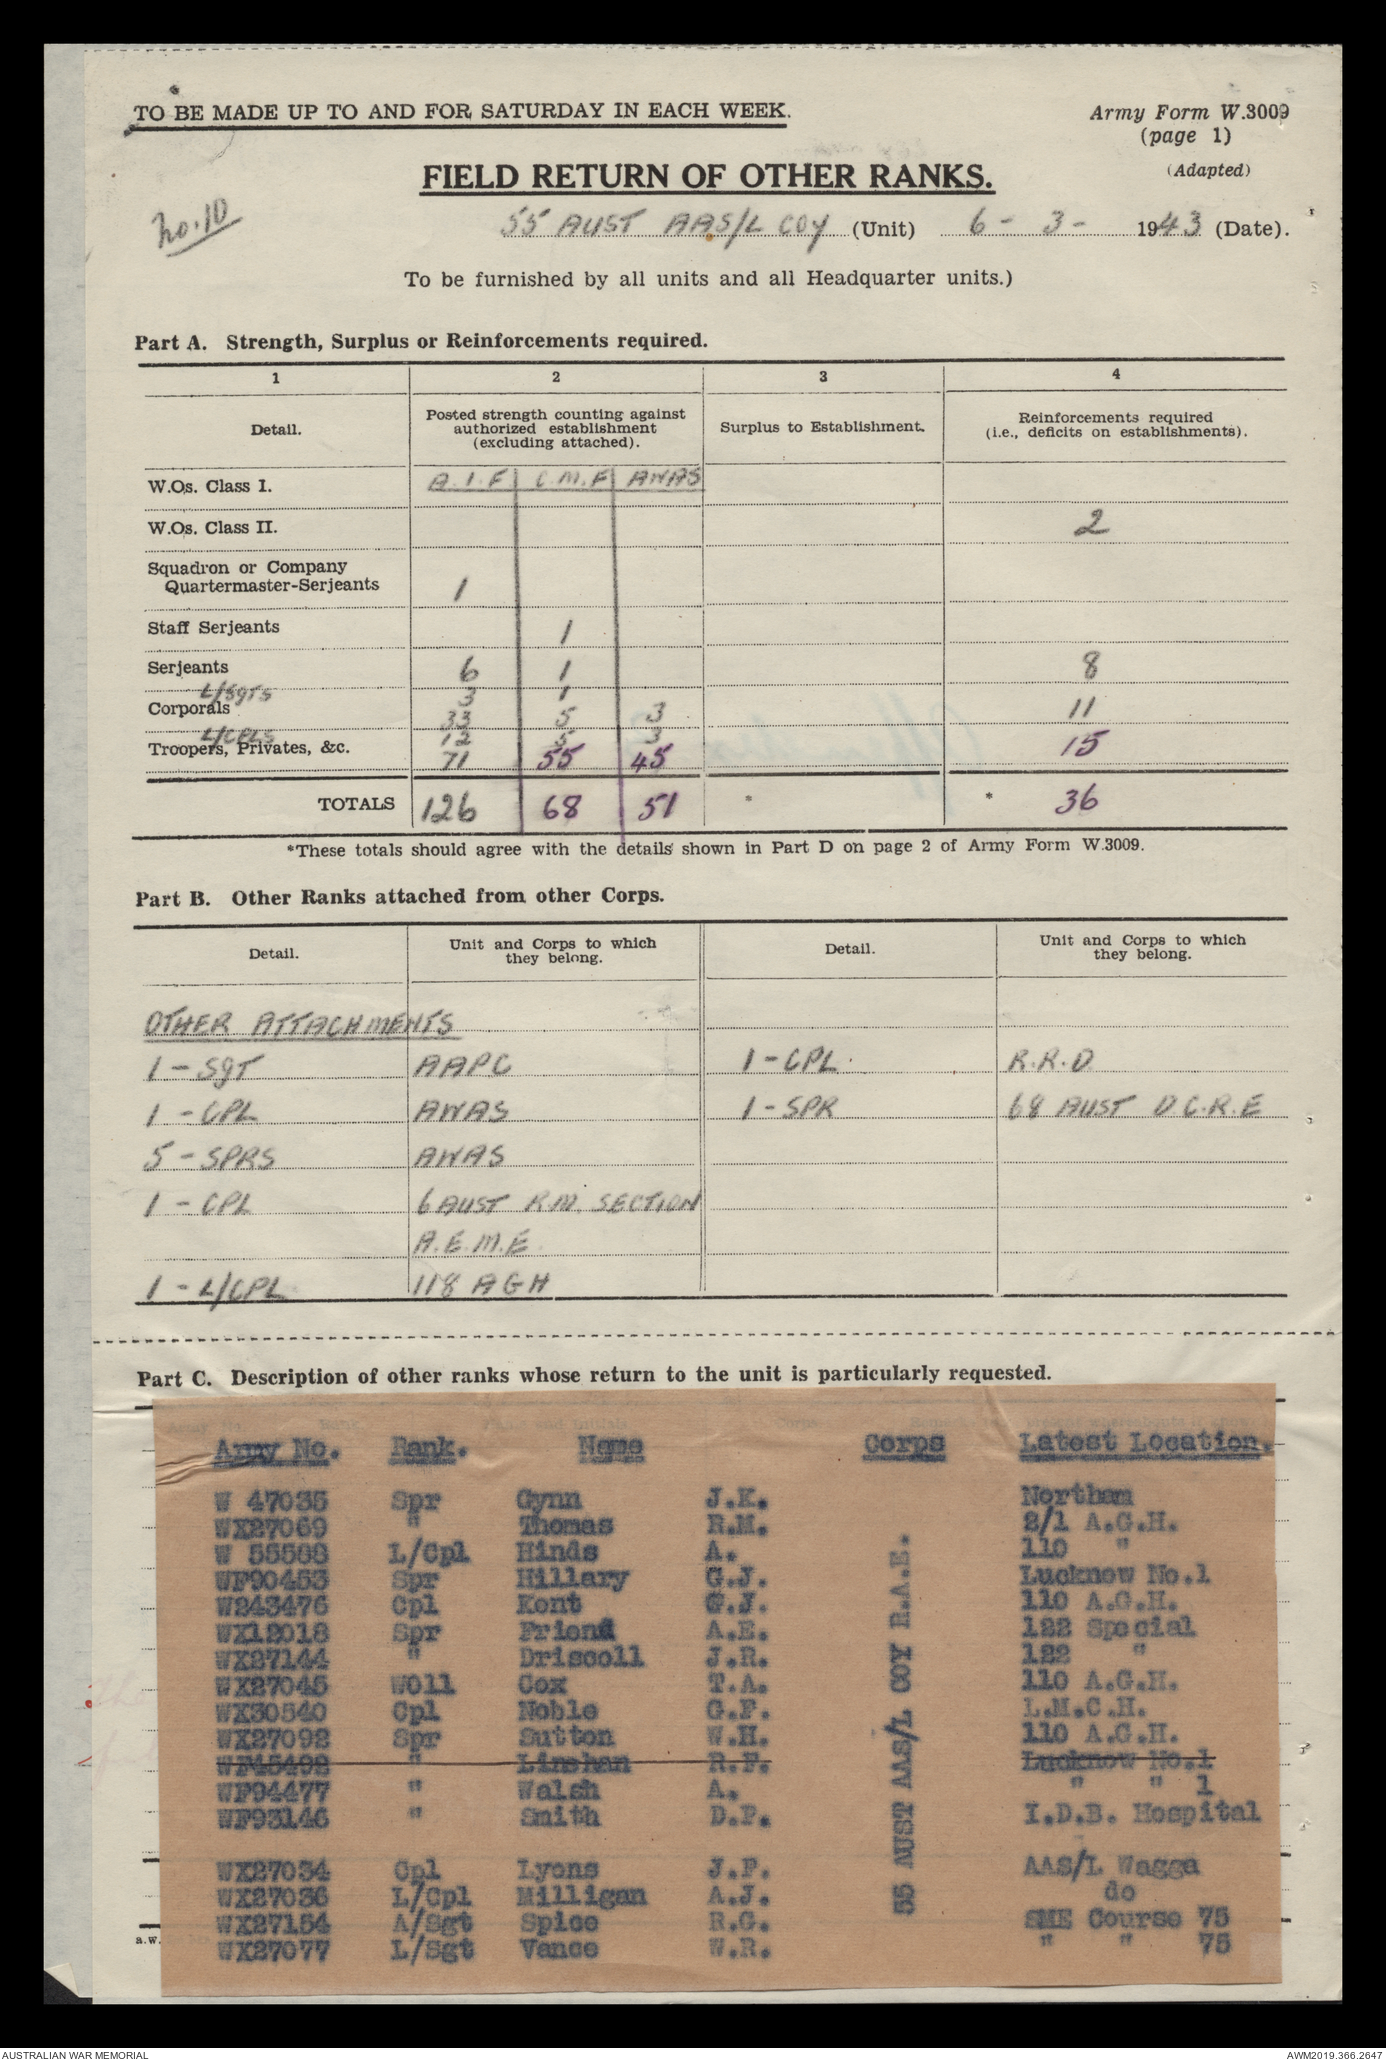 TO BE MADE UP TO AND FOR SATURDAY IN EACH WEEK.
Army Form W.3009
(page 1)
(Adapted)
FIELD RETURN OF OTHER RANKS.
No. 10
55 AUST AAS/L COY (Unit) 6 - 3 - 1943 (Date).
To be furnished by all units and all Headquarter units.)
Part A. Strength, Surplus or Reinforcements required.
1 2 3 4
Detail. Posted strength counting against authorized establishment (excluding attached). Surplus to Establishment. Reinforcements required (i.e., deficits on establishments).
A.I.F C.M.F AWAS
W.Os. Class I.
W.Os. Class II. 2
Squadron or Company
Quartermaster-Serjeants 1
Staff Serjeants 1
Serjeants 6 1 8
L/Sgts 3 1
Corporals 33 5 3 11
L/CPLS 12 5 3
Troopers, Privates, &c. 71 55 45 15
TOTALS 126 68 51 * * 36
*These totals should agree with the details shown in Part D on page 2 of Army Form W.3009.
Part B. Other Ranks attached from other Corps.
Detail. Unit and Corps to which they belong. Detail. Unit and Corps to which they belong.
OTHER ATTACHMENTS
1 - SgT AAPC 1 - CPL. R.R.D
1 - CPL AWAS 1 - SPR 68 AUST D C.R.E
5 - SPRS AWAS
1 - CPL 6 AUST R.M. SECTION
A.E.M.E
1 - L/CPL 118 AGH
Part C. Description of other ranks whose return to the unit is particularly requested.
Army No. Rank. Name Corps Latest Location.
W 47035 Spr Gynn J.K. Northam
WX27069 " Thomas R.M. 2/1 A.G.H.
W 55588 L/Cpl Hinds A. 110 "
WF90453 Spr Hillary G.J. Lucknow No.1
W243476 Cpl Kent G.J. 110 A.G.H.
WX12018 Spr Friend A.E. 122 Special
WX27144 " Driscoll J.R. 122 "
WX27045 WOll Cox T.A. 110 A.G.H.
WX30540 Cpl Noble G.F. L.M.C.H.
WX27092 Spr Sutton W.H. 110 A.G.H.
WF45492 " Linehan R.F. Lucknow No.1
WF94477 " Walsh A. " " 1
WF93146 " Smith D.P. I.D.B. Hospital
WX27034 Cpl Lyons J.F. AAS/L Wagga
WX27036 L/Cpl Milligan A.J. do
WX27154 A/Sgt Spice R.G. SME Course 75
WX27077 L/Sgt Vance W.R. " " 75
55 AUST AAS/L COY R.A.E.
a.w.
AUSTRALIAN WAR MEMORIAL
AWM2019.366.2647